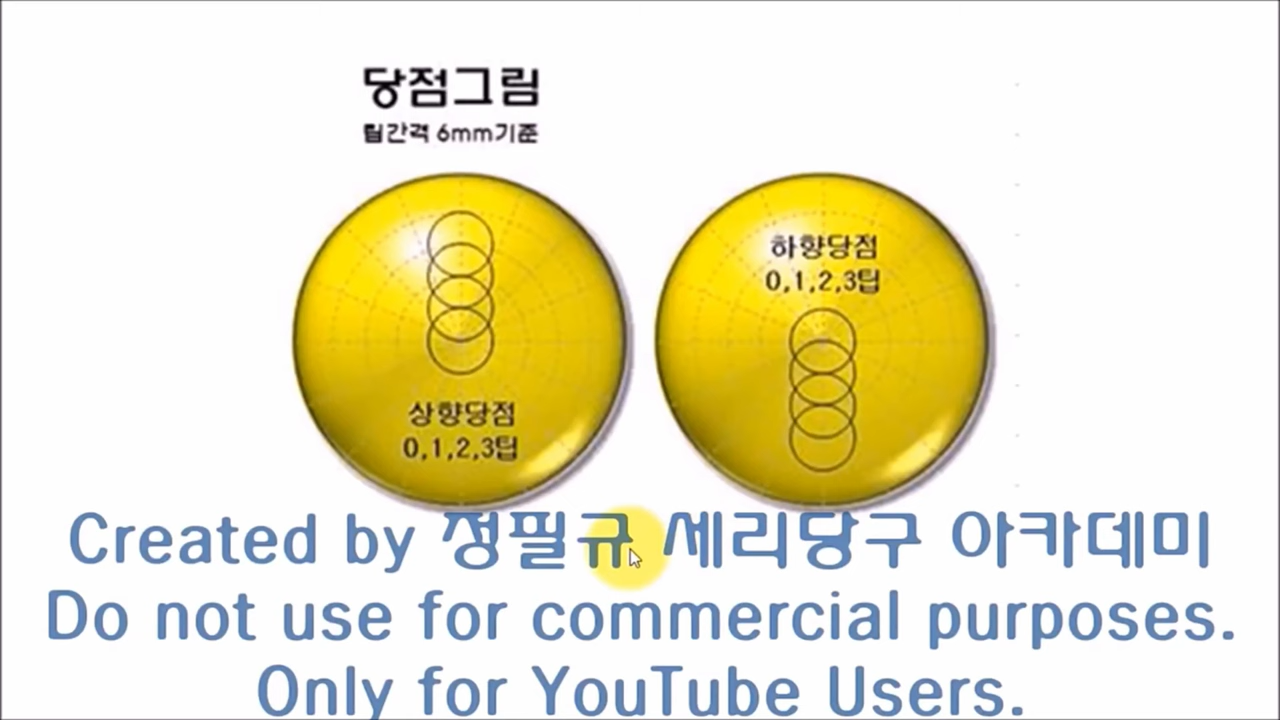 당점그림
팁간격 6mm기준
상향당점
0,1,2,3팁
하향당점
0,1,2,3팁
Created by 정필규 세리당구 아카데미
Do not use for commercial purposes.
Only for YouTube Users.